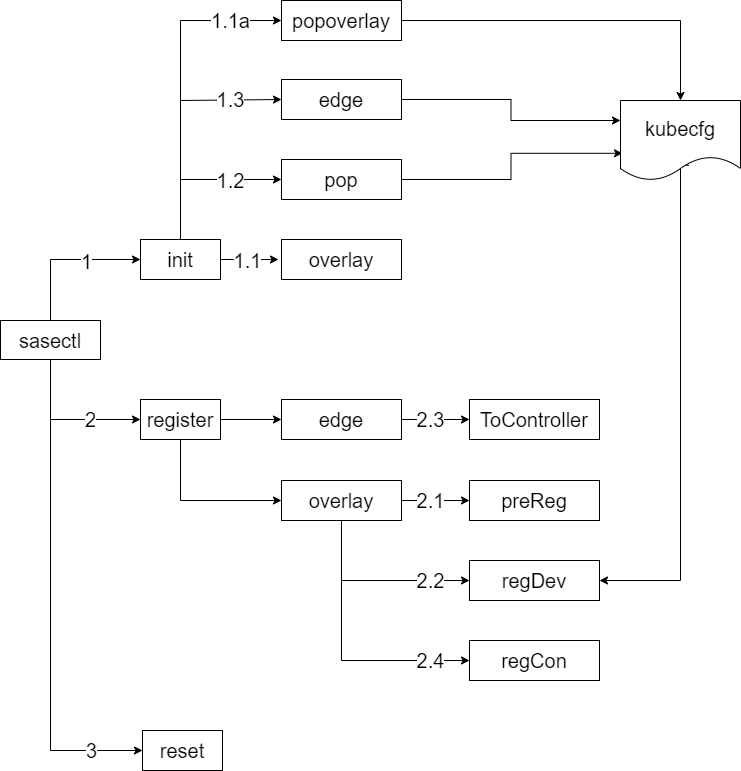 1.1a
popoverlay
1.3
edge
kubecfg
1.2
pop
1
init
1.1
overlay
sasectl
2
register
edge
2.3
ToController
overlay
2.1
preReg
2.2
regDev
2.4
regCon
3
reset